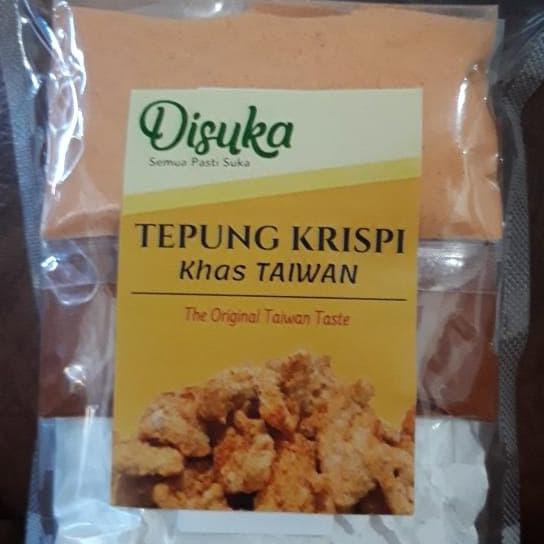 Disuka
Semua Pasti Suka
TEPUNG KRISPI
Khas TAIWAN
The Original Taiwan Taste